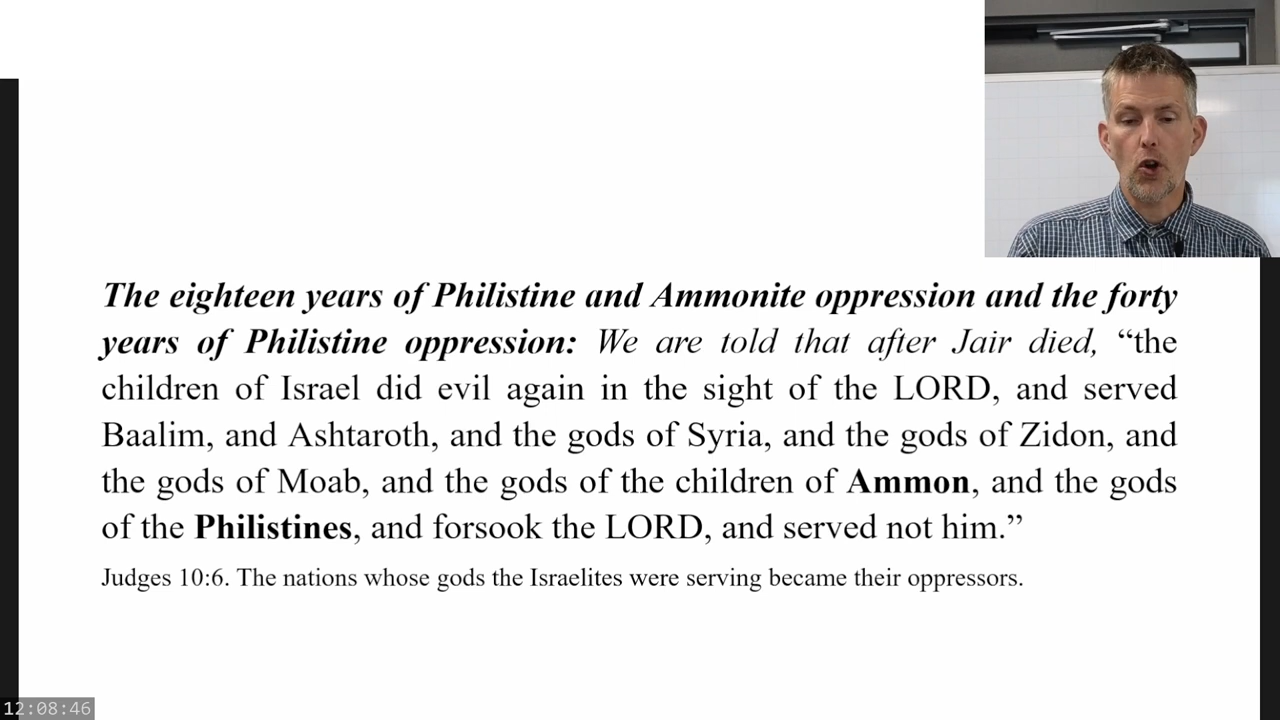 The eighteen years of Philistine and Ammonite oppression and the forty
years of Philistine oppression: We are told that after Jair died, “the
children of Israel did evil again in the sight of the LORD, and served
Baalim, and Ashtaroth, and the gods of Syria, and the gods of Zidon, and
the gods of Moab, and the gods of the children of Ammon, and the gods
of the Philistines, and forsook the LORD, and served not him.”
Judges 10:6. The nations whose gods the Israelites were serving became their oppressors.
12:08:46